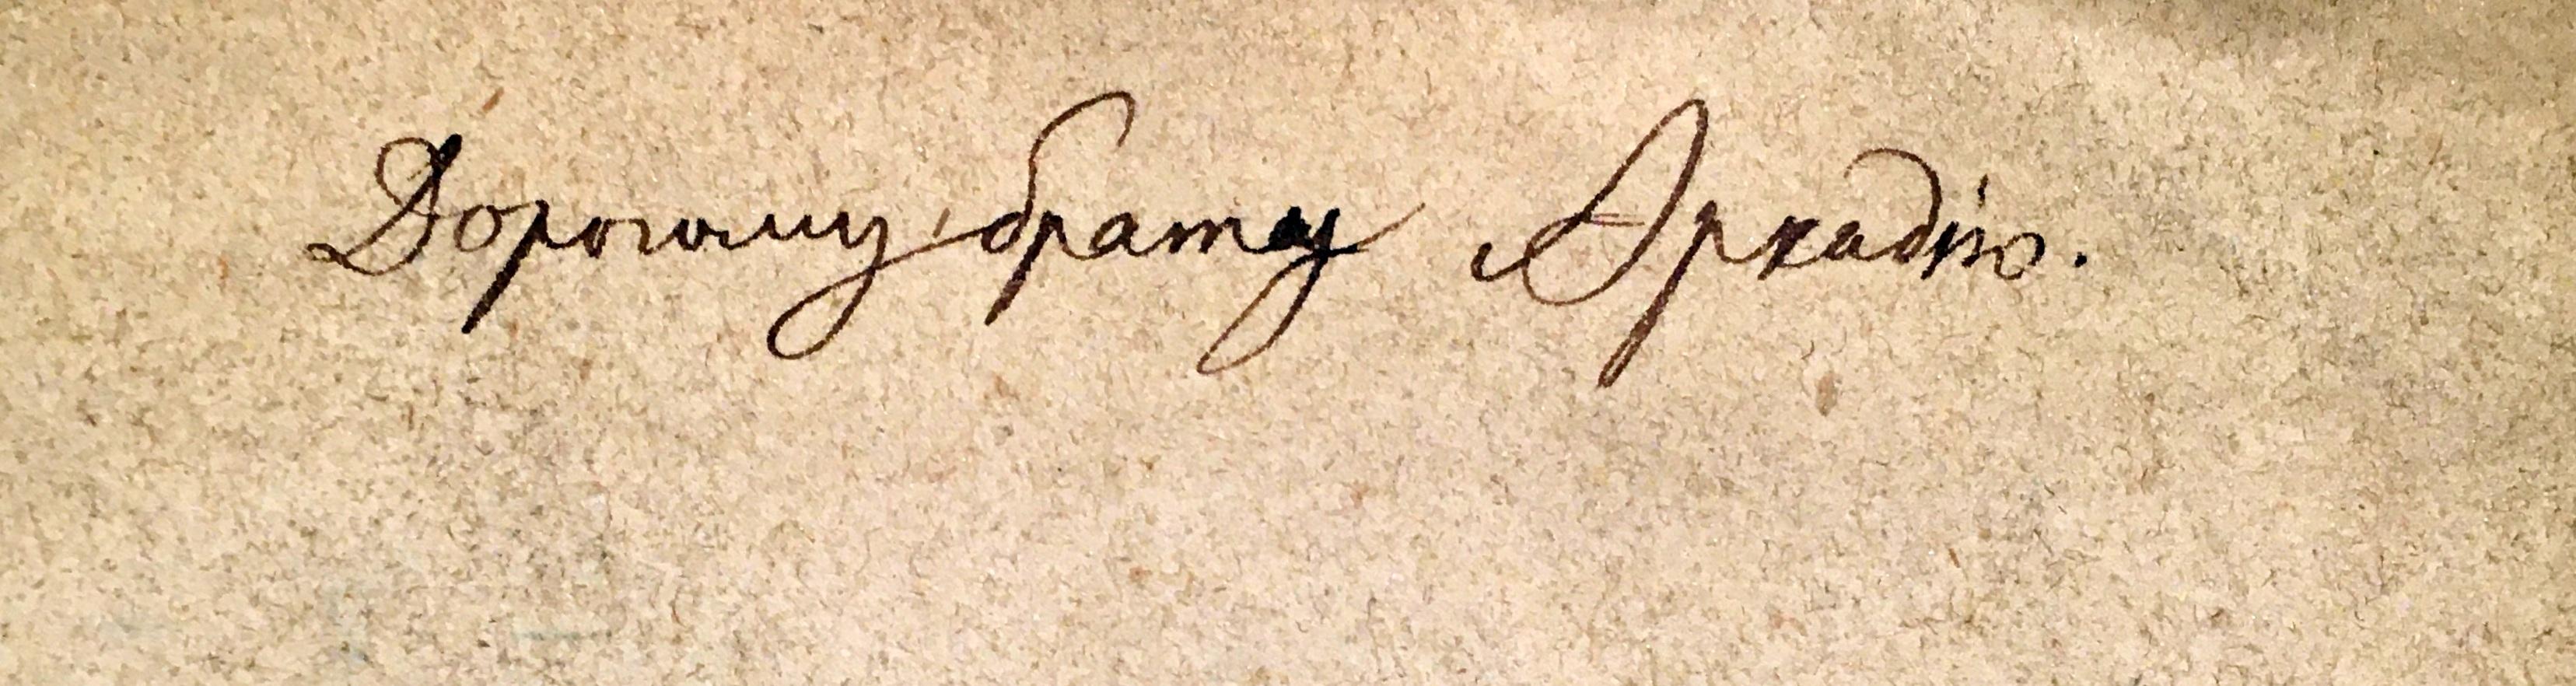 Дорогому брату Аркадію.